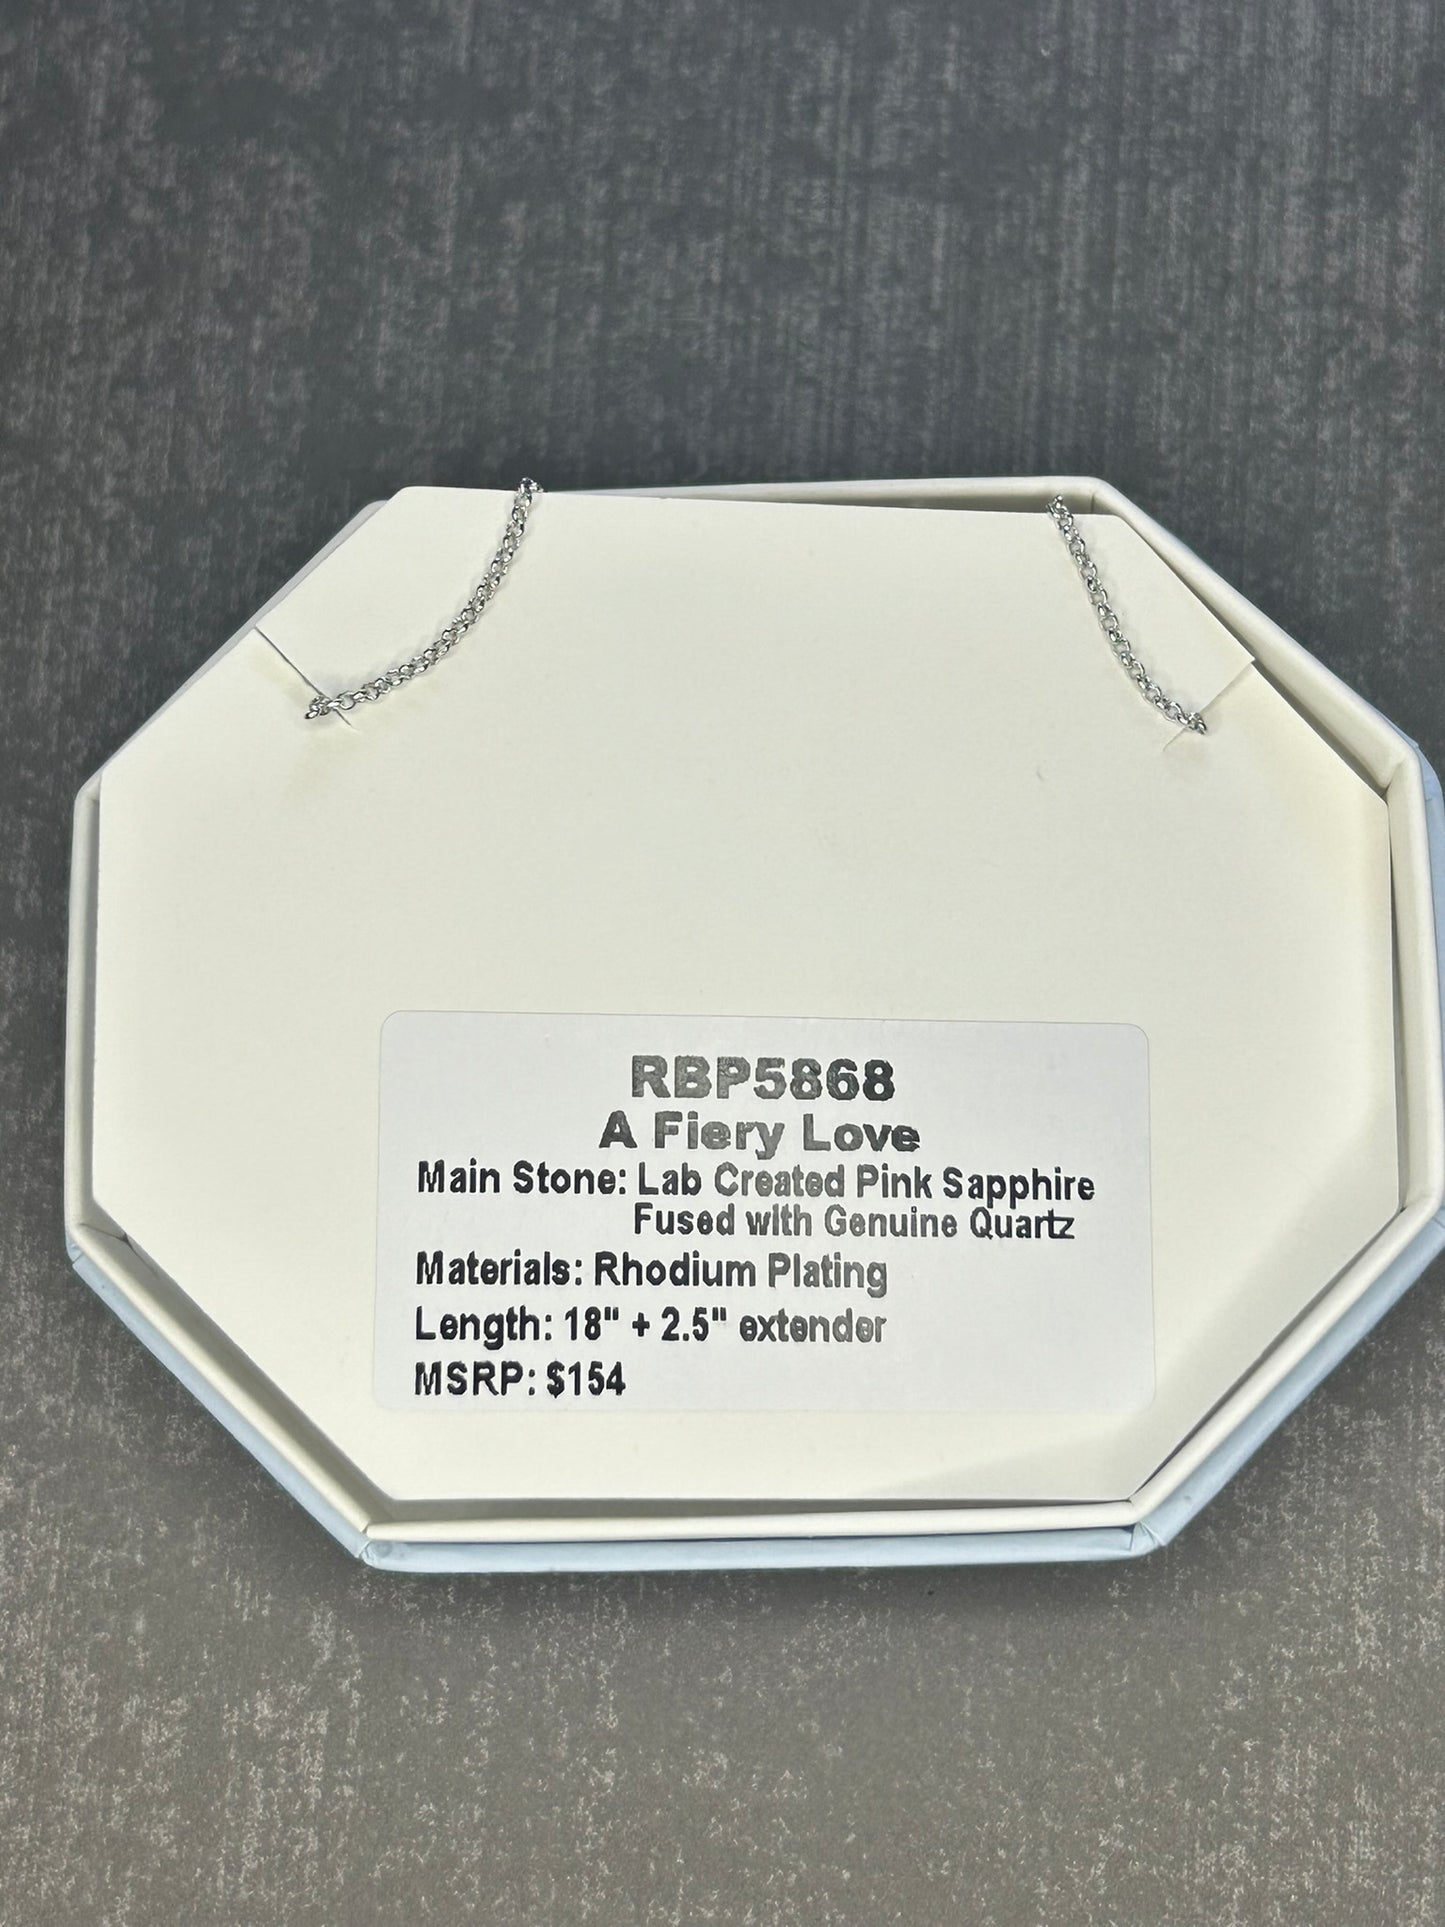 RBP5868
A Fiery Love
Main Stone: Lab Created Pink Sapphire
Fused with Genuine Quartz
Materials: Rhodium Plating
Length: 18" + 2.5" extender
MSRP: $154